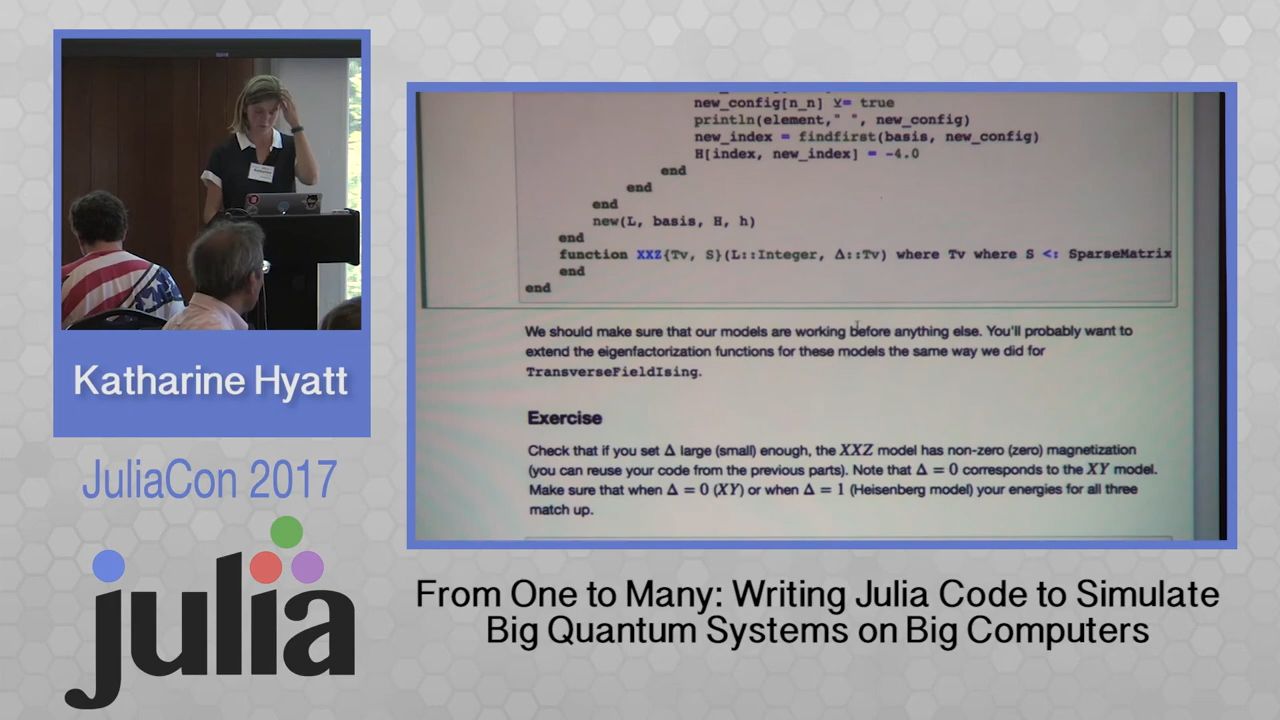 Katharine Hyatt
JuliaCon 2017
julia
new_config[n_n] ⊻= true
println(element," ", new_config)
new_index = findfirst(basis, new_config)
H[index, new_index] = -4.0
end
end
end
new(L, basis, H, h)
end
function XXZ{Tv, S}(L::Integer, Δ::Tv) where Tv where S <: SparseMatrix
end
end
We should make sure that our models are working before anything else. You'll probably want to
extend the eigenfactorization functions for these models the same way we did for
TransverseFieldIsing.
Exercise
Check that if you set Δ large (small) enough, the XXZ model has non-zero (zero) magnetization
(you can reuse your code from the previous parts). Note that Δ = 0 corresponds to the XY model.
Make sure that when Δ = 0 (XY) or when Δ = 1 (Heisenberg model) your energies for all three
match up.
From One to Many: Writing Julia Code to Simulate
Big Quantum Systems on Big Computers